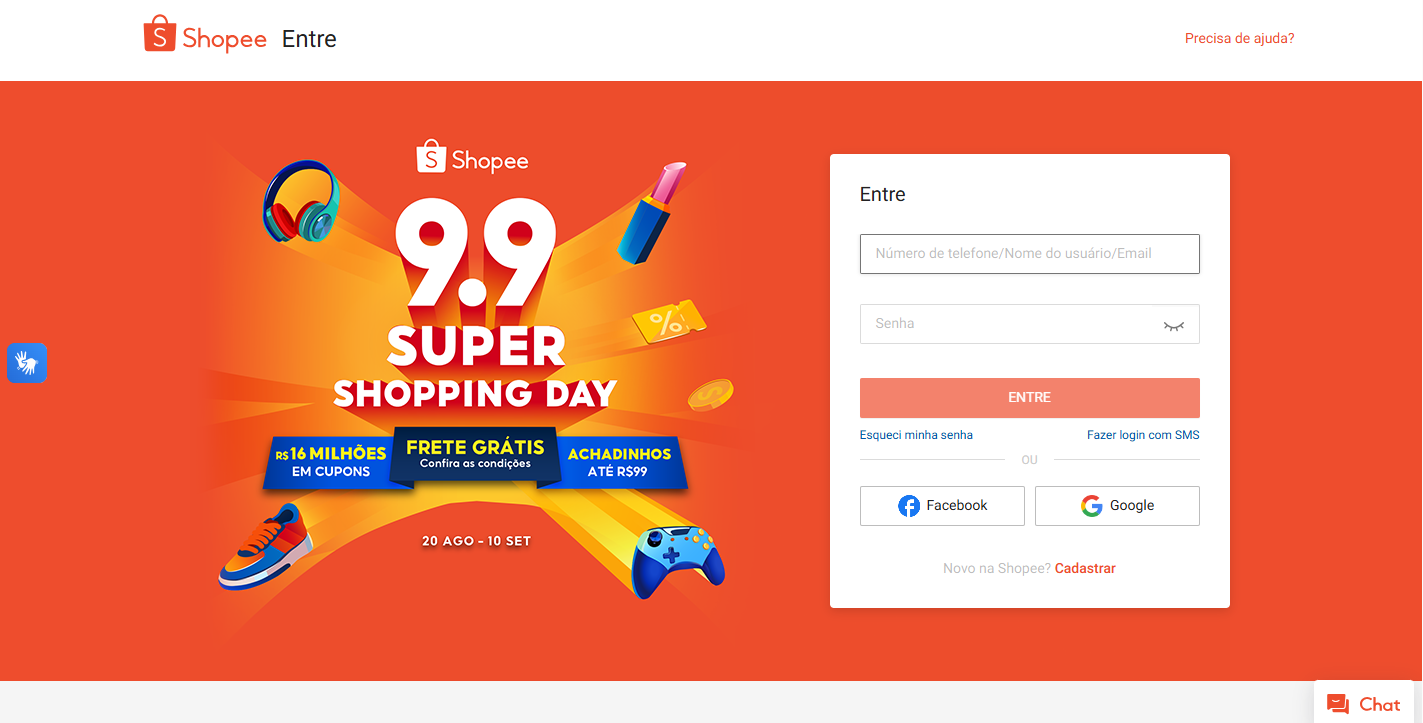 Shopee Entre
Precisa de ajuda?
Shopee
9.9
SUPER
SHOPPING DAY
R$16 MILHÕES
EM CUPONS
FRETE GRÁTIS
Confira as condições
ACHADINHOS
ATÉ R$99
20 AGO - 10 SET
Entre
Número de telefone/Nome do usuário/Email
Senha
ENTRE
Esqueci minha senha
Fazer login com SMS
OU
Facebook
Google
Novo na Shopee? Cadastrar
Chat